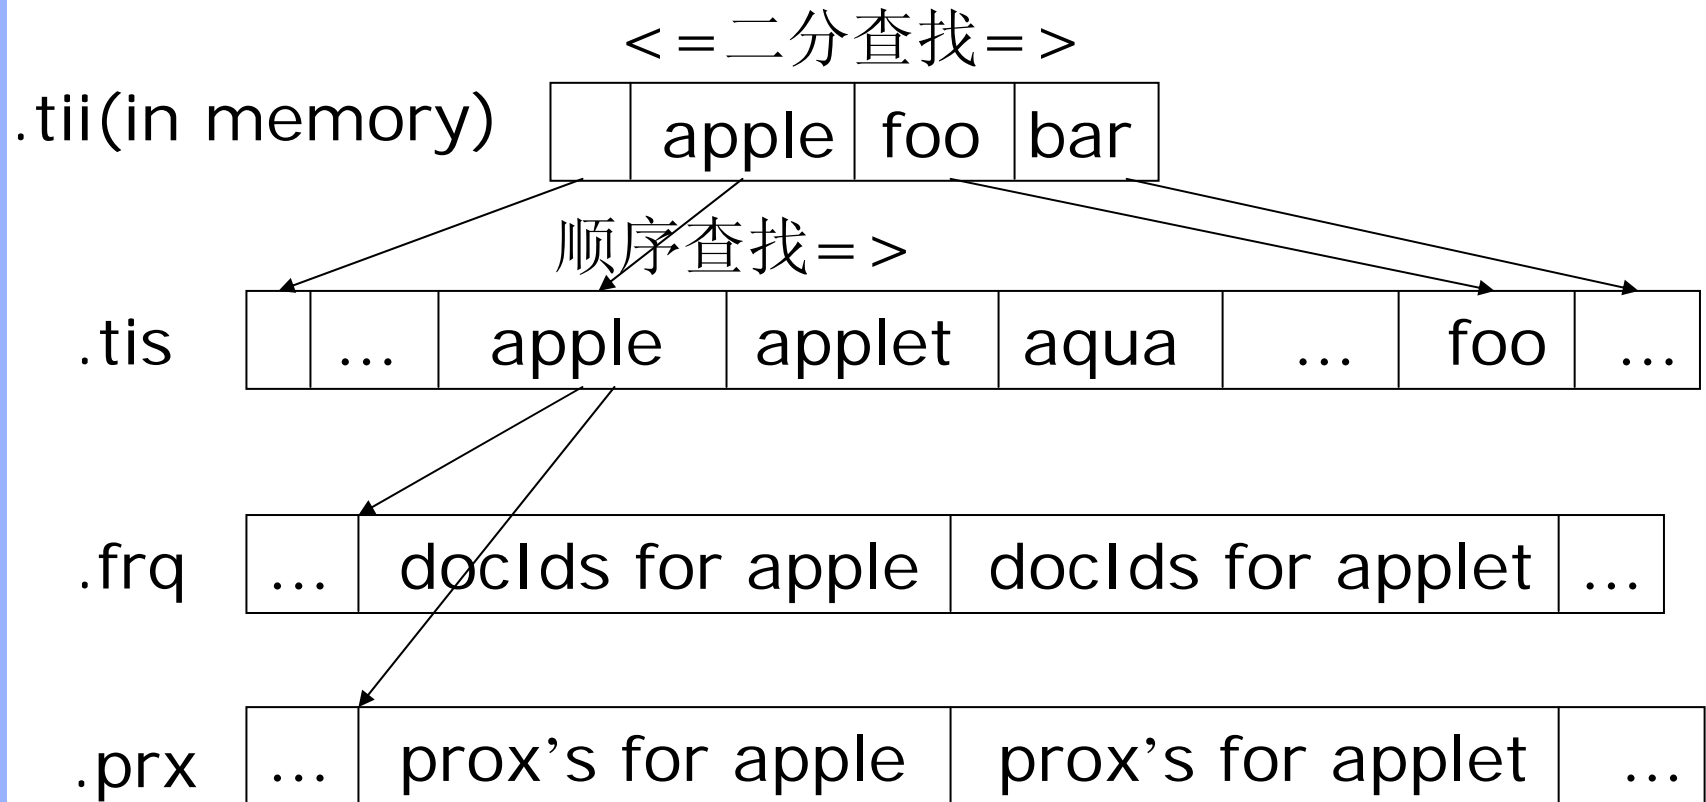 <=二分查找=>
.tii(in memory) apple foo bar
顺序查找=>
.tis ... apple applet aqua ... foo ...
.frq ... docIds for apple docIds for applet ...
.prx ... prox’s for apple prox’s for applet ...